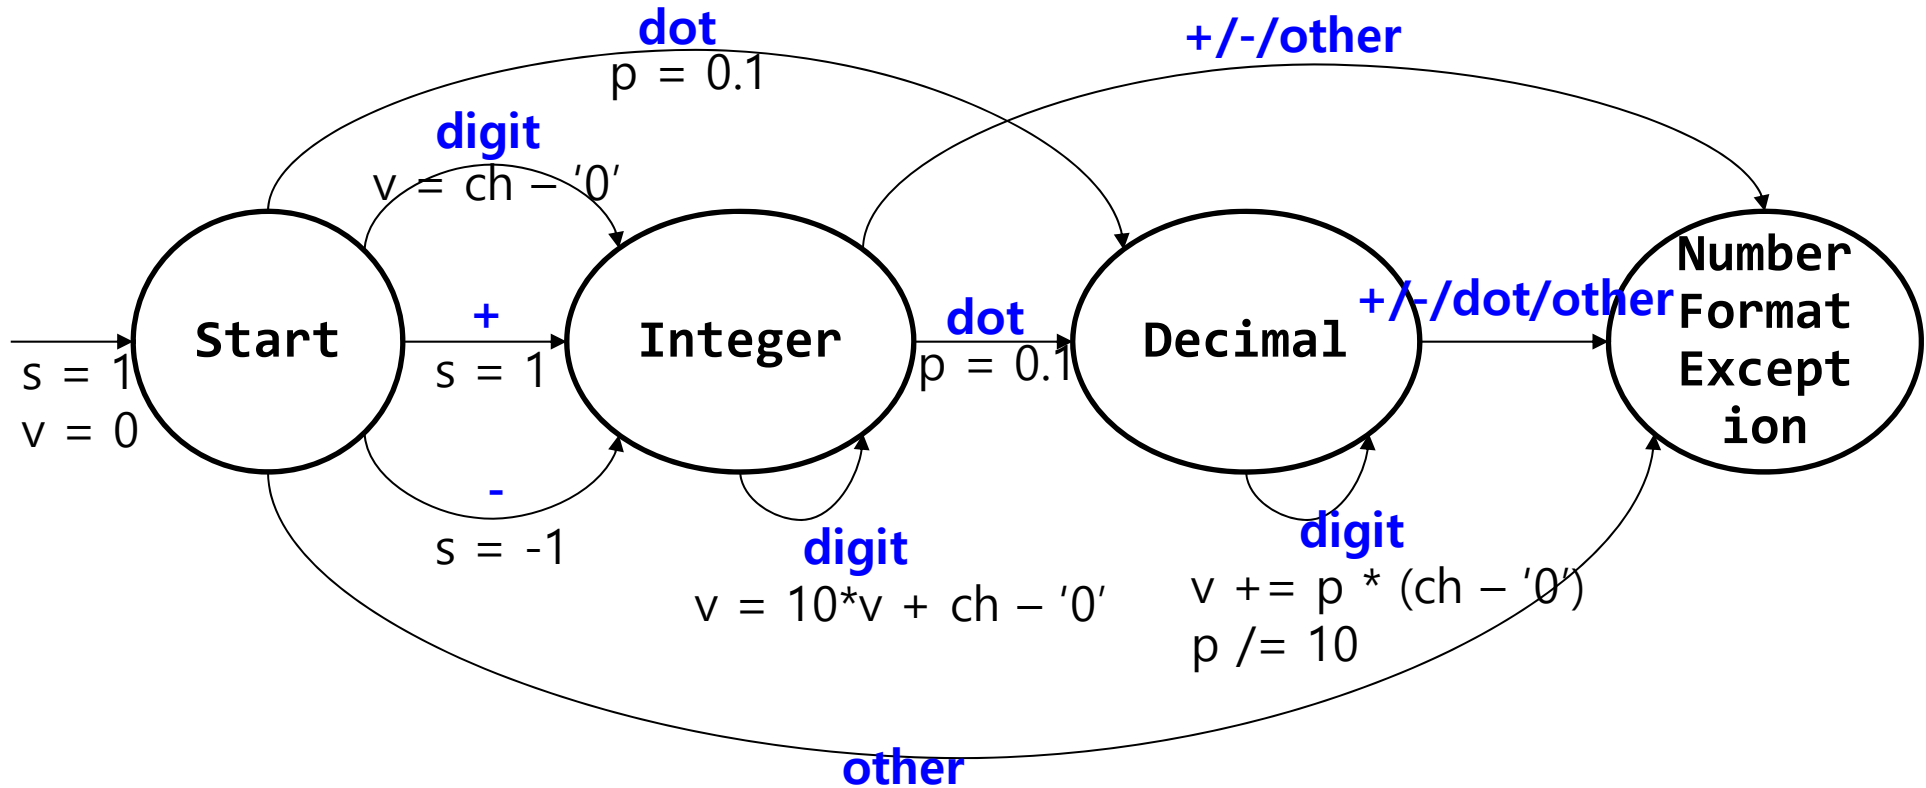 dot
p = 0.1
+/-/other
digit
v = ch – ‘0’
Start
s = 1
v = 0
+
s = 1
-
s = -1
Integer
digit
v = 10*v + ch – ‘0’
dot
p = 0.1
Decimal
digit
v += p * (ch – ‘0’)
p /= 10
+/-/dot/other
Number
Format
Except
ion
other